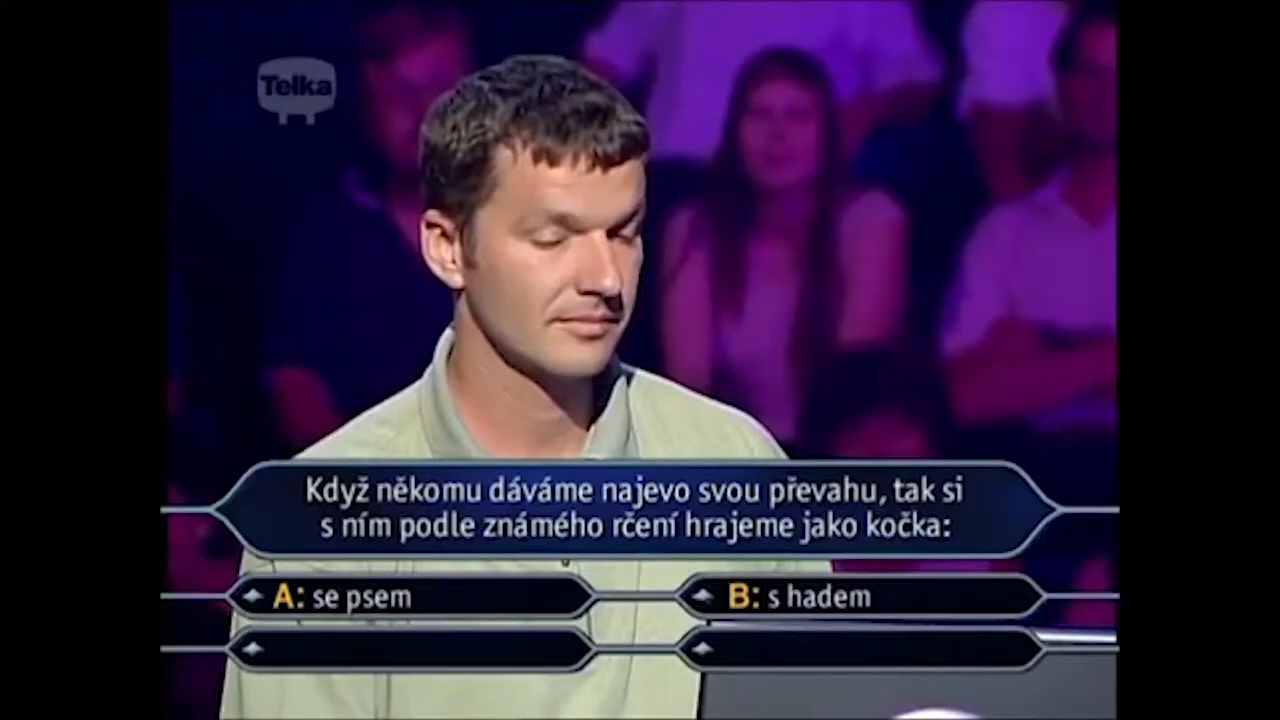 Telka
Když někomu dáváme najevo svou převahu, tak si
s ním podle známého rčení hrajeme jako kočka:
A: se psem
B: s hadem